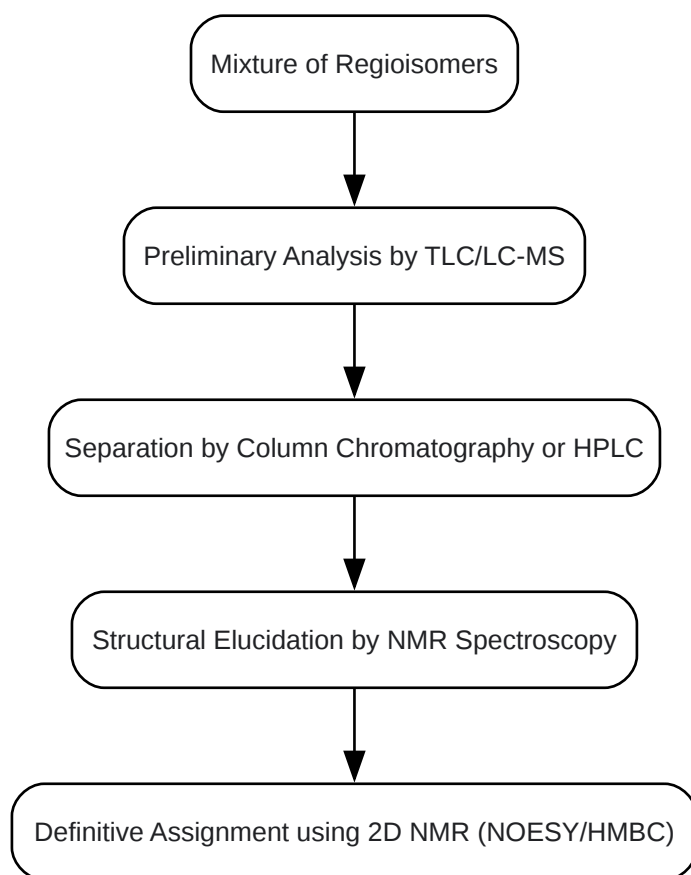 Mixture of Regioisomers
Preliminary Analysis by TLC/LC-MS
Separation by Column Chromatography or HPLC
Structural Elucidation by NMR Spectroscopy
Definitive Assignment using 2D NMR (NOESY/HMBC)